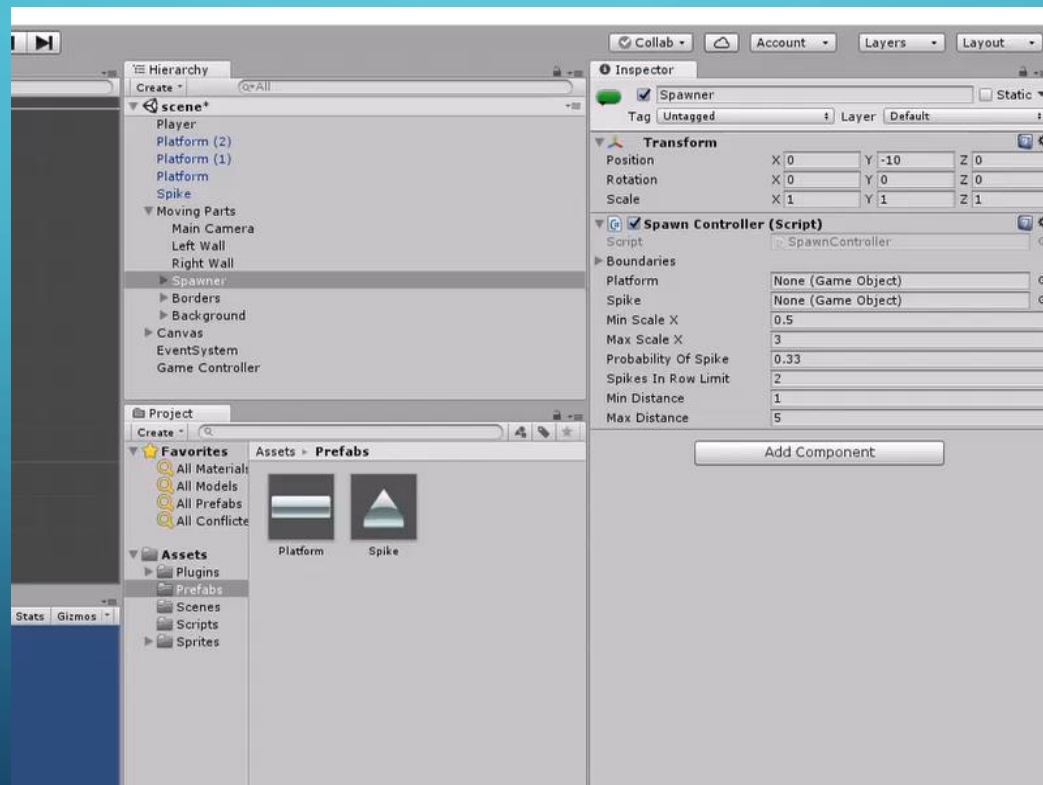 Collab Account Layers Layout
Hierarchy
Create All
scene*
Player
Platform (2)
Platform (1)
Platform
Spike
Moving Parts
Main Camera
Left Wall
Right Wall
Spawner
Borders
Background
Canvas
EventSystem
Game Controller
Project
Create
Favorites
All Materials
All Models
All Prefabs
All Conflicte
Assets
Plugins
Prefabs
Scenes
Scripts
Sprites
Assets Prefabs
Platform Spike
Stats Gizmos
Inspector
Spawner Static
Tag Untagged Layer Default
Transform
Position X 0 Y -10 Z 0
Rotation X 0 Y 0 Z 0
Scale X 1 Y 1 Z 1
Spawn Controller (Script)
Script SpawnController
Boundaries
Platform None (Game Object)
Spike None (Game Object)
Min Scale X 0.5
Max Scale X 3
Probability Of Spike 0.33
Spikes In Row Limit 2
Min Distance 1
Max Distance 5
Add Component